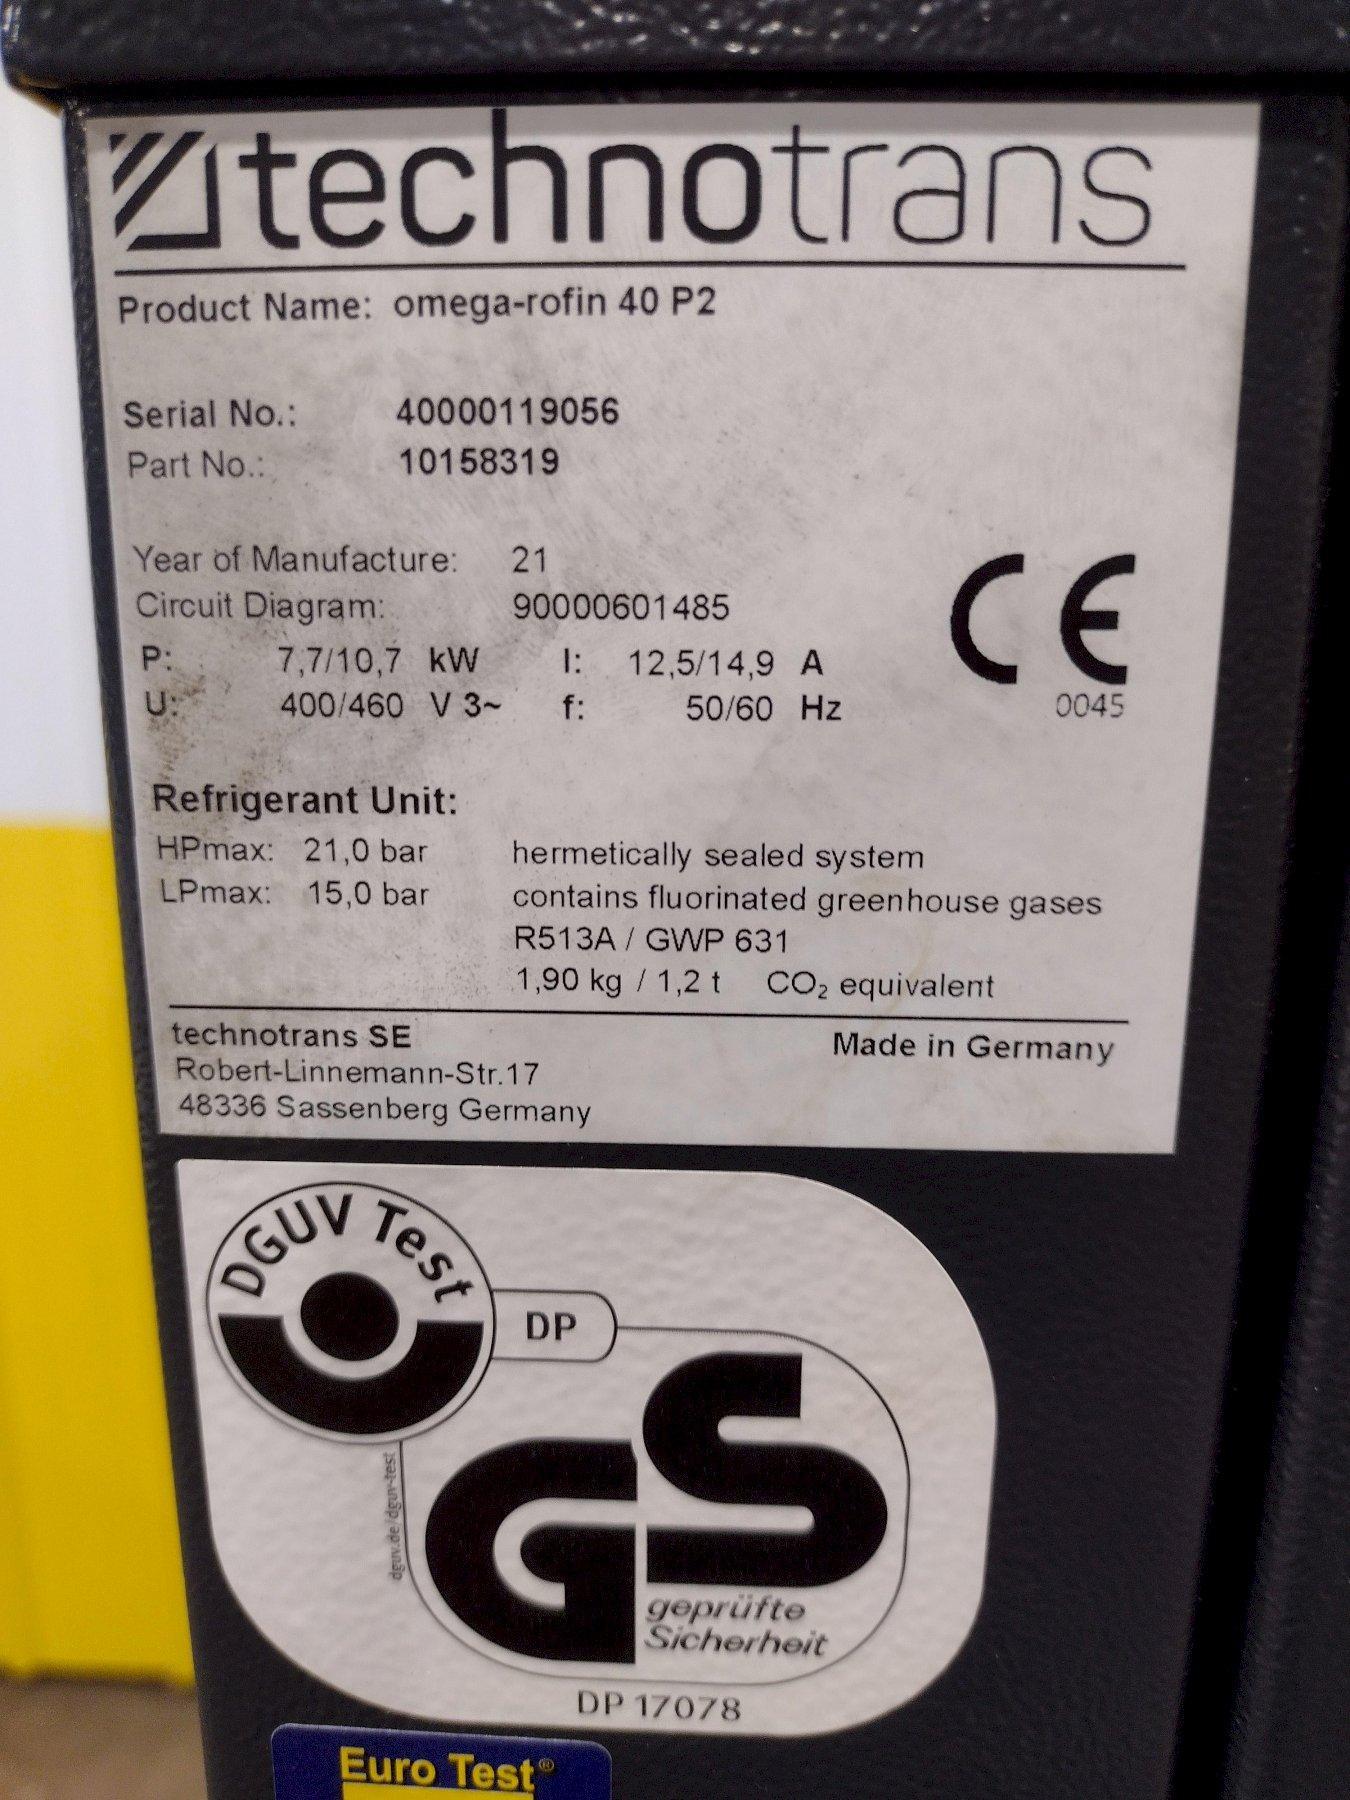 technotrans
Product Name: omega-rofin 40 P2
Serial No.: 40000119056
Part No.: 10158319
Year of Manufacture: 21
Circuit Diagram: 90000601485
P: 7,7/10,7 kW I: 12,5/14,9 A
U: 400/460 V 3~ f: 50/60 Hz
CE
0045
Refrigerant Unit:
HPmax: 21,0 bar hermetically sealed system
LPmax: 15,0 bar contains fluorinated greenhouse gases
R513A / GWP 631
1,90 kg / 1,2 t CO₂ equivalent
technotrans SE Made in Germany
Robert-Linnemann-Str.17
48336 Sassenberg Germany
DGUV Test
DP
dguv.de/dguv-test
GS
geprüfte
Sicherheit
DP 17078
Euro Test®